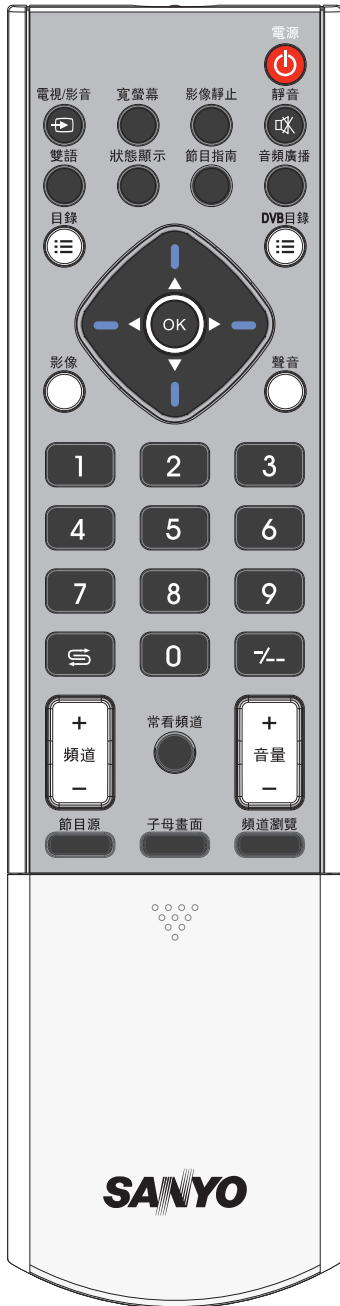 電源
電視/影音 寬螢幕 影像靜止 靜音
雙語 狀態顯示 節目指南 音頻廣播
目錄 DVB目錄
OK
影像 聲音
1 2 3
4 5 6
7 8 9
0 -/--
+ 常看頻道 +
頻道 音量
− −
節目源 子母畫面 頻道瀏覽
SANYO